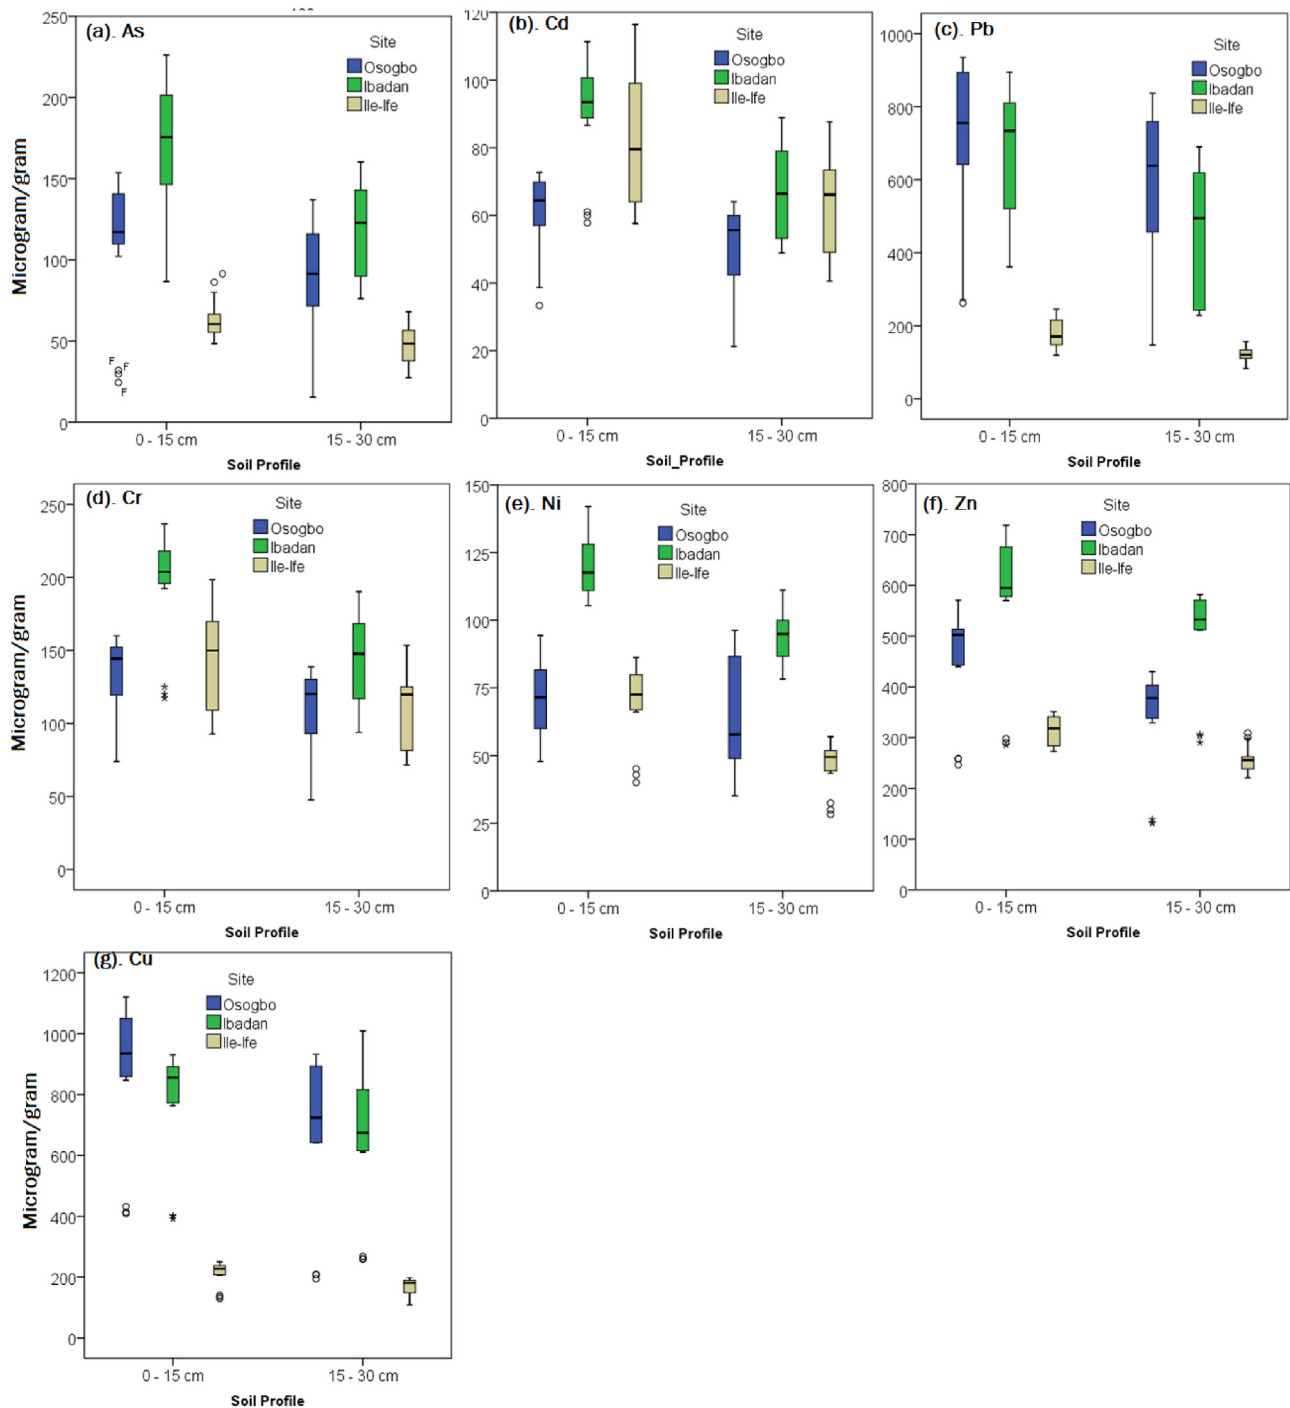 (a). As
Site
Osogbo
Ibadan
Ile-Ife
250
200
150
100
50
0
F
F
F
Microgram/gram
0 - 15 cm
15 - 30 cm
Soil Profile
(b). Cd
Site
Osogbo
Ibadan
Ile-Ife
120
100
80
60
40
20
0
0 - 15 cm
15 - 30 cm
Soil_Profile
(c). Pb
Site
Osogbo
Ibadan
Ile-Ife
1000
800
600
400
200
0
0 - 15 cm
15 - 30 cm
Soil Profile
(d). Cr
Site
Osogbo
Ibadan
Ile-Ife
250
200
150
100
50
0
Microgram/gram
0 - 15 cm
15 - 30 cm
Soil Profile
(e). Ni
Site
Osogbo
Ibadan
Ile-Ife
150
125
100
75
50
25
0
0 - 15 cm
15 - 30 cm
Soil Profile
(f). Zn
Site
Osogbo
Ibadan
Ile-Ife
800
700
600
500
400
300
200
100
0
0 - 15 cm
15 - 30 cm
Soil Profile
(g). Cu
Site
Osogbo
Ibadan
Ile-Ife
1200
1000
800
600
400
200
0
Microgram/gram
0 - 15 cm
15 - 30 cm
Soil Profile